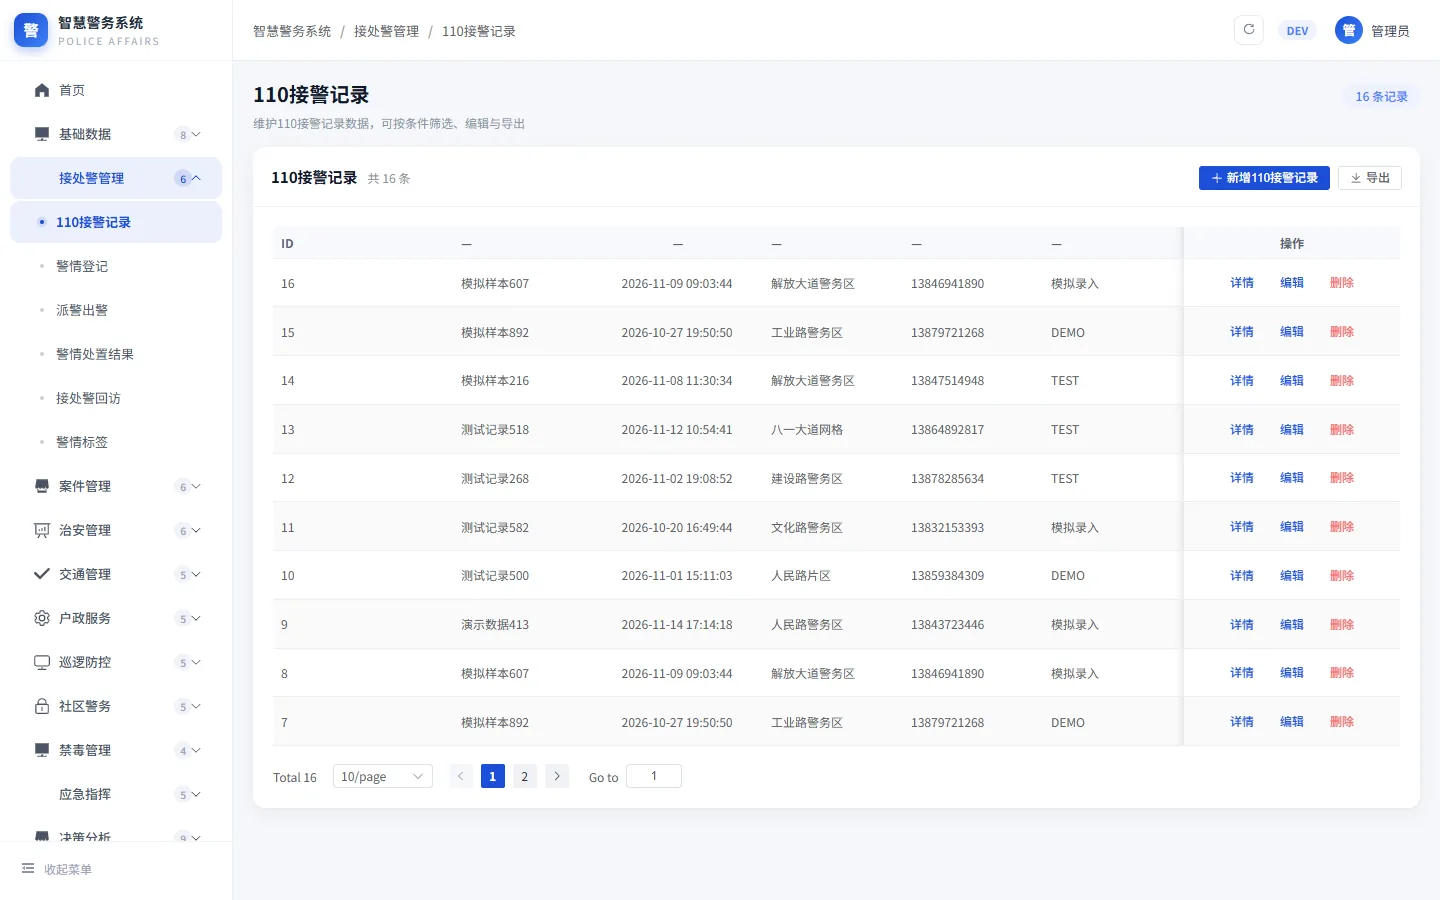 警
智慧警务系统
POLICE AFFAIRS
首页
基础数据 8
接处警管理 6
110接警记录
警情登记
派警出警
警情处置结果
接处警回访
警情标签
案件管理 6
治安管理 6
交通管理 5
户政服务 5
巡逻防控 5
社区警务 5
禁毒管理 4
应急指挥 5
决策分析 9
收起菜单
智慧警务系统 / 接处警管理 / 110接警记录
DEV 管 管理员
110接警记录
维护110接警记录数据，可按条件筛选、编辑与导出
16 条记录
110接警记录 共 16 条
新增110接警记录 导出
ID — — — — — 操作
16 模拟样本607 2026-11-09 09:03:44 解放大道警务区 13846941890 模拟录入 详情 编辑 删除
15 模拟样本892 2026-10-27 19:50:50 工业路警务区 13879721268 DEMO 详情 编辑 删除
14 模拟样本216 2026-11-08 11:30:34 解放大道警务区 13847514948 TEST 详情 编辑 删除
13 测试记录518 2026-11-12 10:54:41 八一大道网格 13864892817 TEST 详情 编辑 删除
12 测试记录268 2026-11-02 19:08:52 建设路警务区 13878285634 TEST 详情 编辑 删除
11 测试记录582 2026-10-20 16:49:44 文化路警务区 13832153393 模拟录入 详情 编辑 删除
10 测试记录500 2026-11-01 15:11:03 人民路片区 13859384309 DEMO 详情 编辑 删除
9 演示数据413 2026-11-14 17:14:18 人民路警务区 13843723446 模拟录入 详情 编辑 删除
8 模拟样本607 2026-11-09 09:03:44 解放大道警务区 13846941890 模拟录入 详情 编辑 删除
7 模拟样本892 2026-10-27 19:50:50 工业路警务区 13879721268 DEMO 详情 编辑 删除
Total 16 10/page 1 2 Go to 1